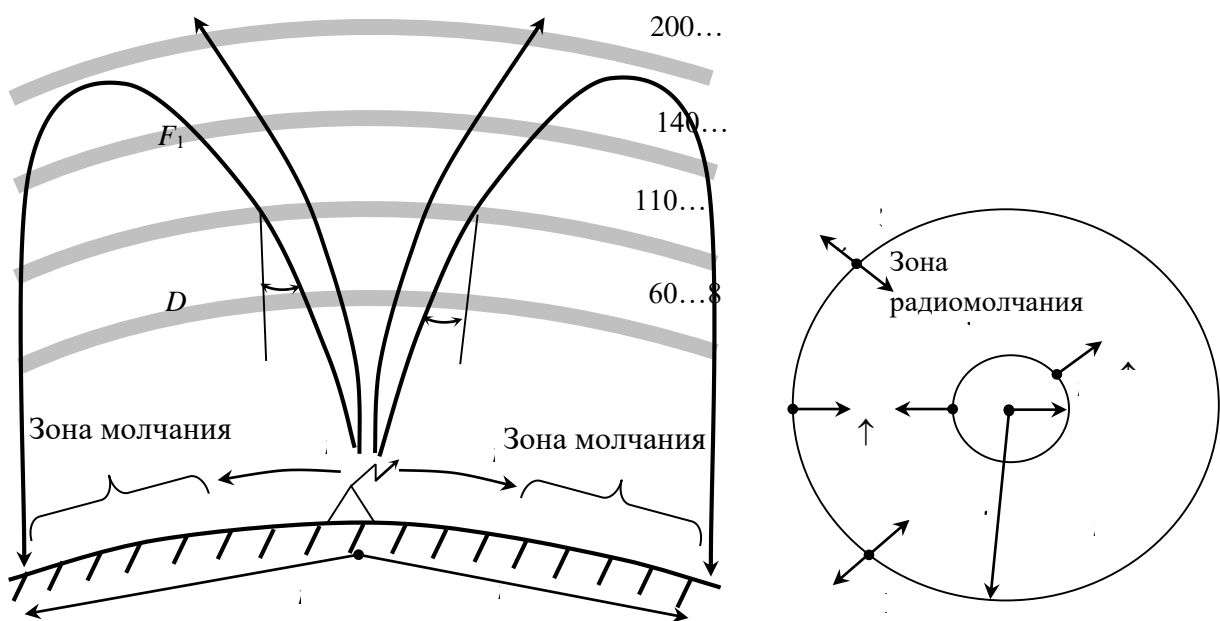 200…
F₁
140…
110…
D
60…8
Зона молчания
Зона молчания
Зона
радиомолчания